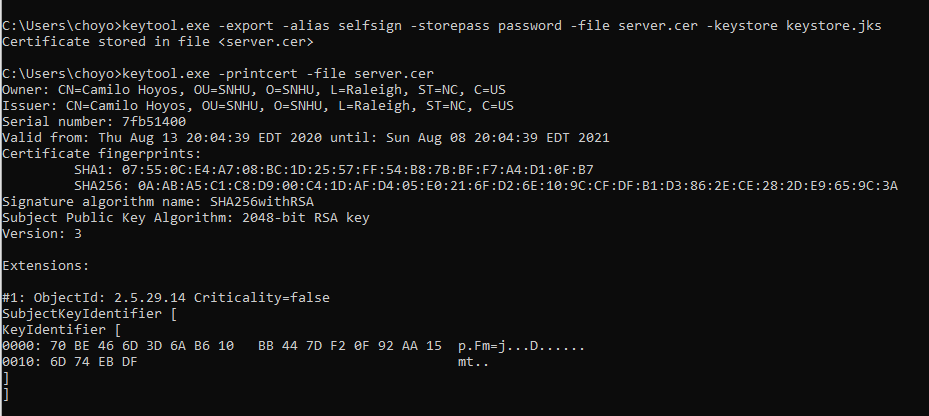 C:\Users\choyo>keytool.exe -export -alias selfsign -storepass password -file server.cer -keystore keystore.jks
Certificate stored in file <server.cer>
C:\Users\choyo>keytool.exe -printcert -file server.cer
Owner: CN=Camilo Hoyos, OU=SNHU, O=SNHU, L=Raleigh, ST=NC, C=US
Issuer: CN=Camilo Hoyos, OU=SNHU, O=SNHU, L=Raleigh, ST=NC, C=US
Serial number: 7fb51400
Valid from: Thu Aug 13 20:04:39 EDT 2020 until: Sun Aug 08 20:04:39 EDT 2021
Certificate fingerprints:
SHA1: 07:55:0C:E4:A7:08:BC:1D:25:57:FF:54:B8:7B:BF:F7:A4:D1:0F:B7
SHA256: 0A:AB:A5:C1:C8:D9:00:C4:1D:AF:D4:05:E0:21:6F:D2:6E:10:9C:CF:DF:B1:D3:86:2E:CE:28:2D:E9:65:9C:3A
Signature algorithm name: SHA256withRSA
Subject Public Key Algorithm: 2048-bit RSA key
Version: 3
Extensions:
#1: ObjectId: 2.5.29.14 Criticality=false
SubjectKeyIdentifier [
KeyIdentifier [
0000: 70 BE 46 6D 3D 6A B6 10   BB 44 7D F2 0F 92 AA 15  p.Fm=j...D......
0010: 6D 74 EB DF                                        mt..
]
]